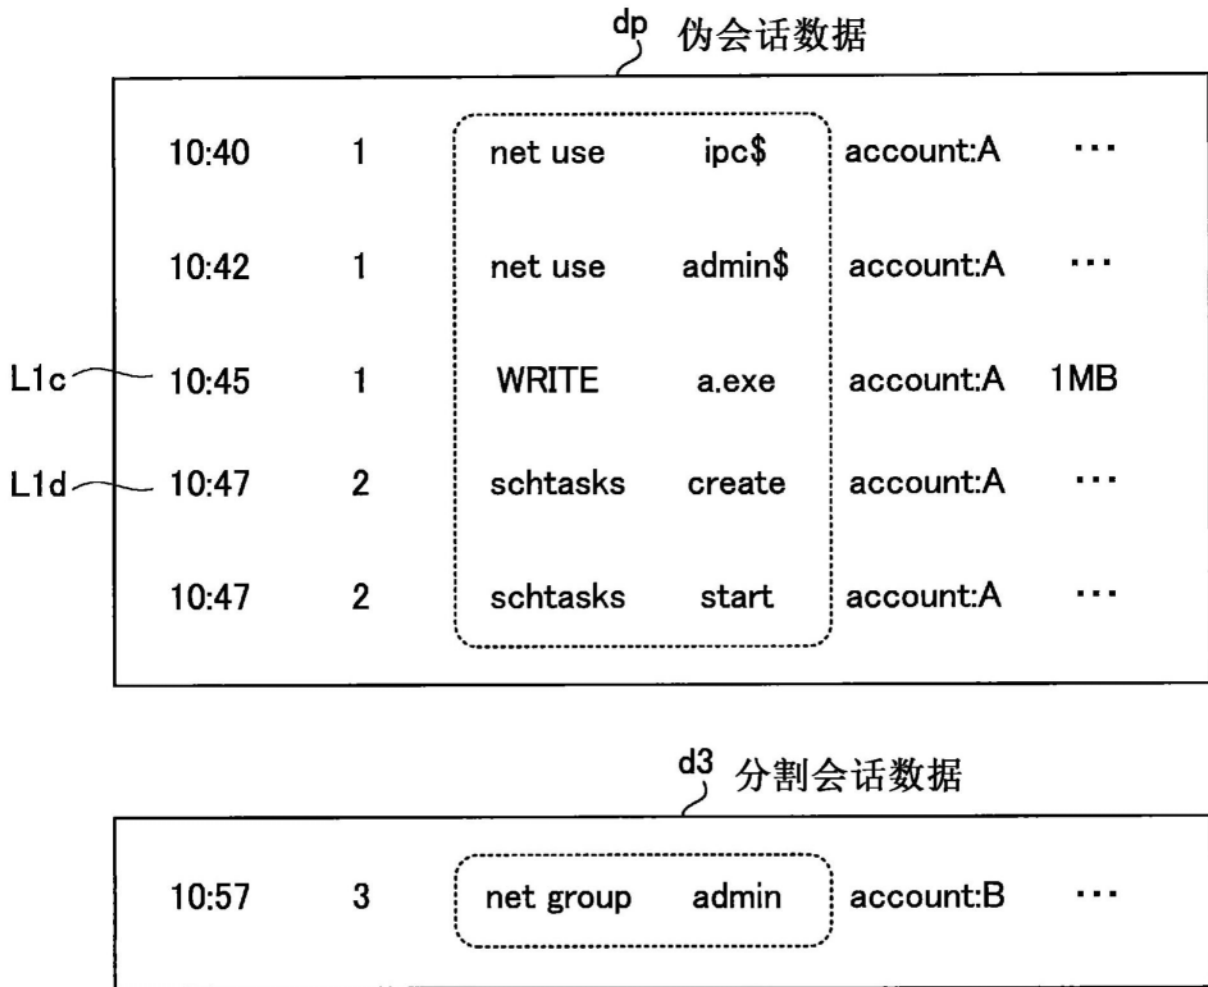 dp 伪会话数据
10:40 1 net use ipc$ account:A ···
10:42 1 net use admin$ account:A ···
L1c 10:45 1 WRITE a.exe account:A 1MB
L1d 10:47 2 schtasks create account:A ···
10:47 2 schtasks start account:A ···
d3 分割会话数据
10:57 3 net group admin account:B ···